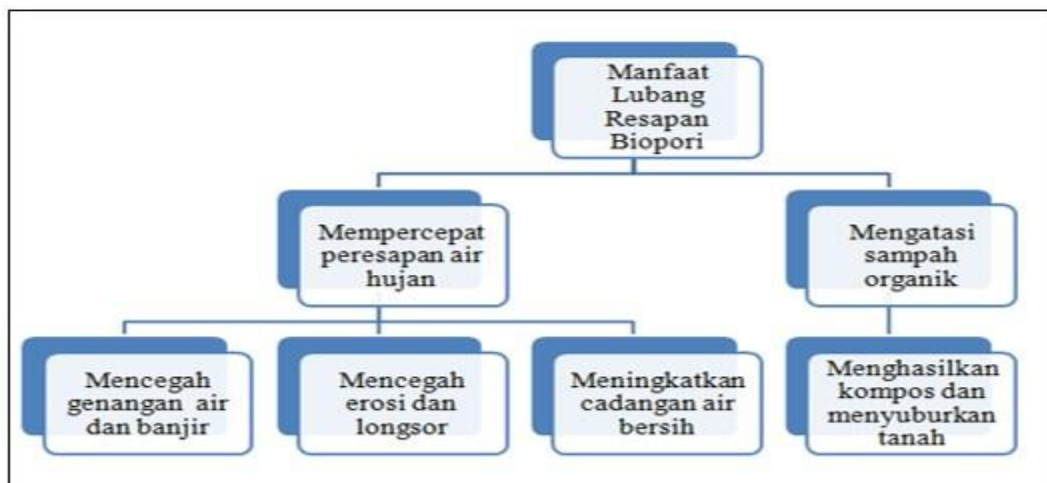 Manfaat
Lubang
Resapan
Biopori
Mempercepat
peresapan air
hujan
Mengatasi
sampah
organik
Mencegah
genangan air
dan banjir
Mencegah
erosi dan
longsor
Meningkatkan
cadangan air
bersih
Menghasilkan
kompos dan
menyuburkan
tanah